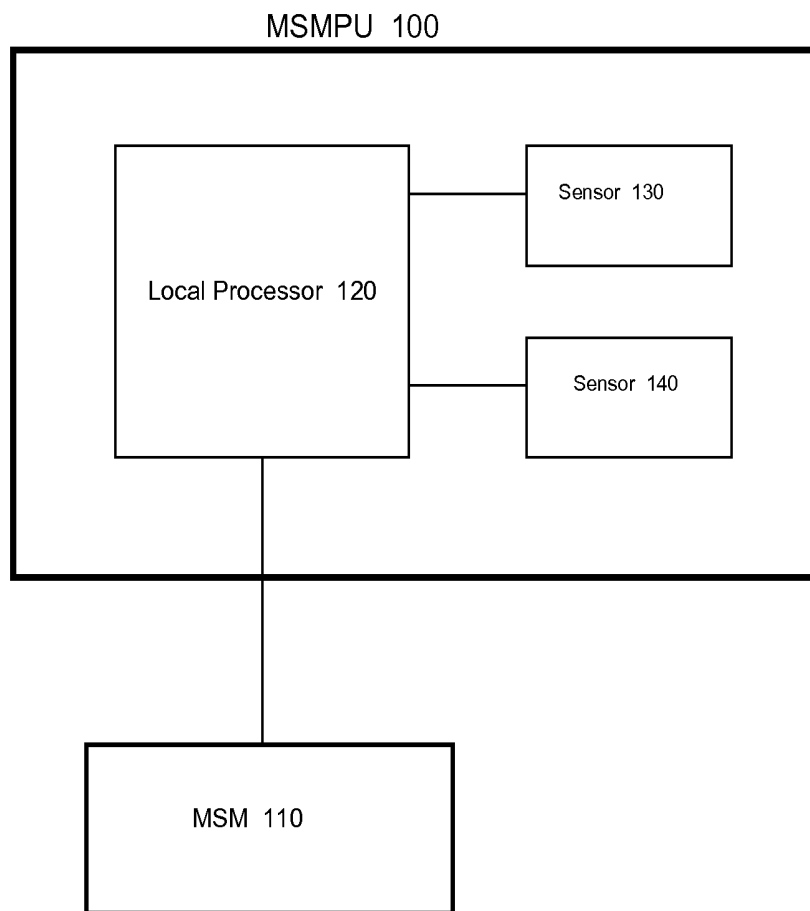 MSMPU 100
Sensor 130
Local Processor 120
Sensor 140
MSM 110